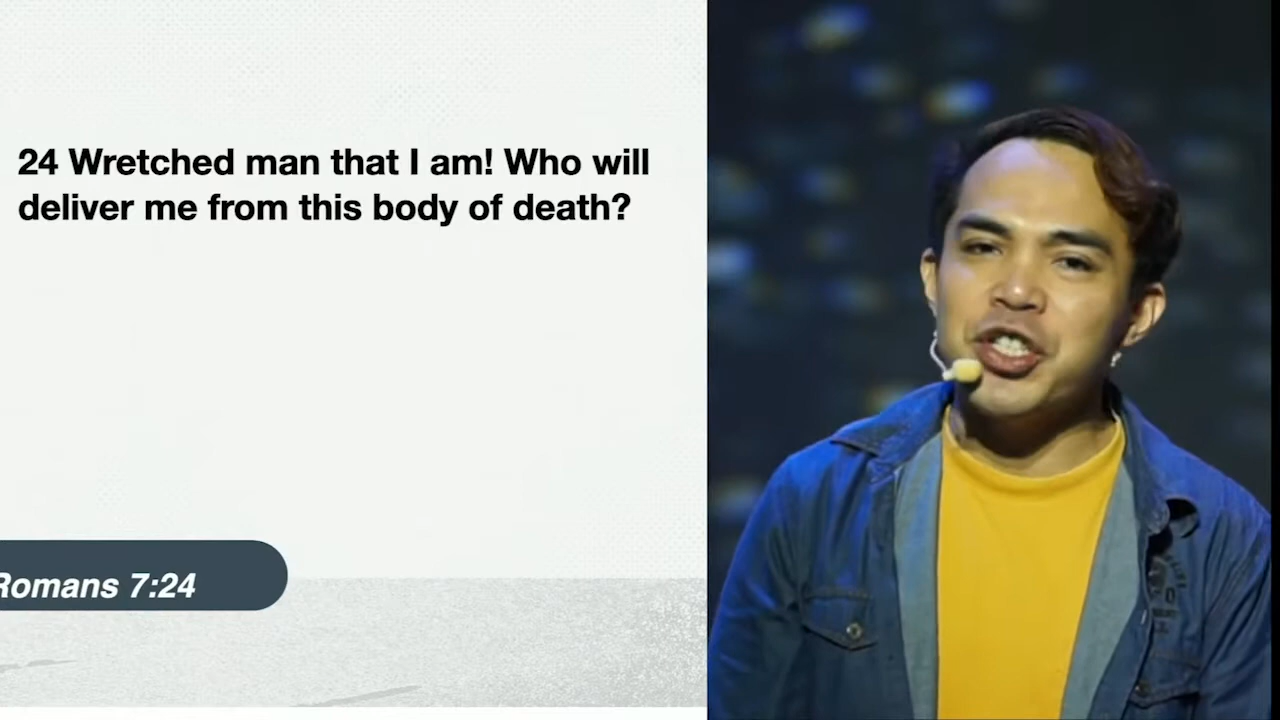 24 Wretched man that I am! Who will
deliver me from this body of death?
Romans 7:24